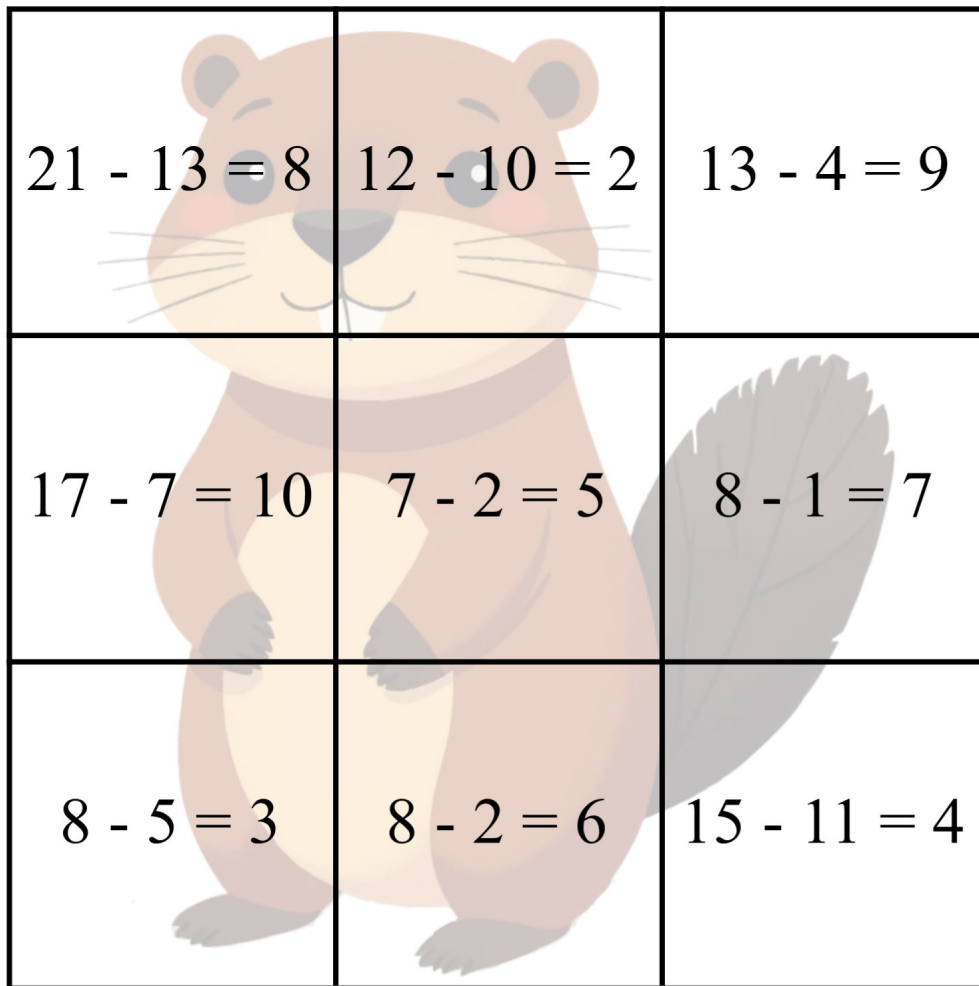 21 - 13 = 8
12 - 10 = 2
13 - 4 = 9
17 - 7 = 10
7 - 2 = 5
8 - 1 = 7
8 - 5 = 3
8 - 2 = 6
15 - 11 = 4